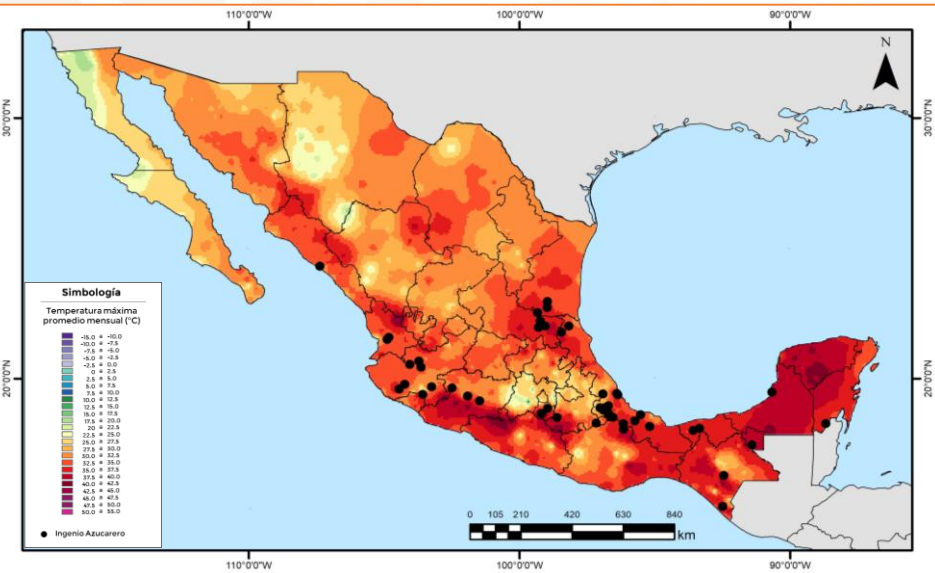 110°0'0"W 100°0'0"W 90°0'0"W
N
30°0'0"N 30°0'0"N
20°0'0"N 20°0'0"N
Simbología
Temperatura máxima
promedio mensual (°C)
-15.0 a -10.0
-10.0 a -7.5
-7.5 a -5.0
-5.0 a -2.5
-2.5 a 0.0
0 a 2.5
2.5 a 5.0
5.0 a 7.5
7.5 a 10.0
10.0 a 12.5
12.5 a 15.0
15.0 a 17.5
17.5 a 20.0
20 a 22.5
22.5 a 25.0
25.0 a 27.5
27.5 a 30.0
30.0 a 32.5
32.5 a 35.0
35.0 a 37.5
37.5 a 40.0
40.0 a 42.5
42.5 a 45.0
45.0 a 47.5
47.5 a 50.0
50.0 a 55.0
Ingenio Azucarero
0 105 210 420 630 840
km
110°0'0"W 100°0'0"W 90°0'0"W